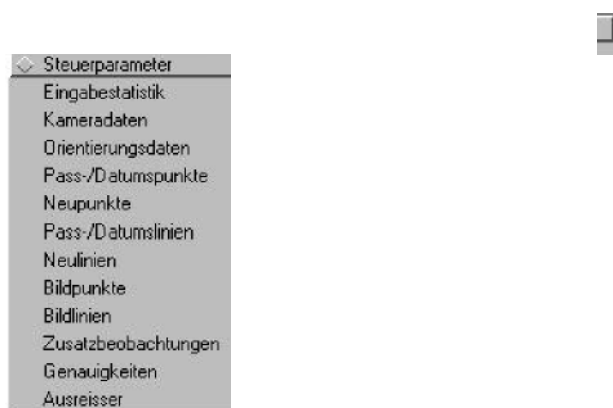 Steuerparameter
Eingabestatistik
Kameradaten
Orientierungsdaten
Pass-/Datumspunkte
Neupunkte
Pass-/Datumslinien
Neulinien
Bildpunkte
Bildlinien
Zusatzbeobachtungen
Genauigkeiten
Ausreisser